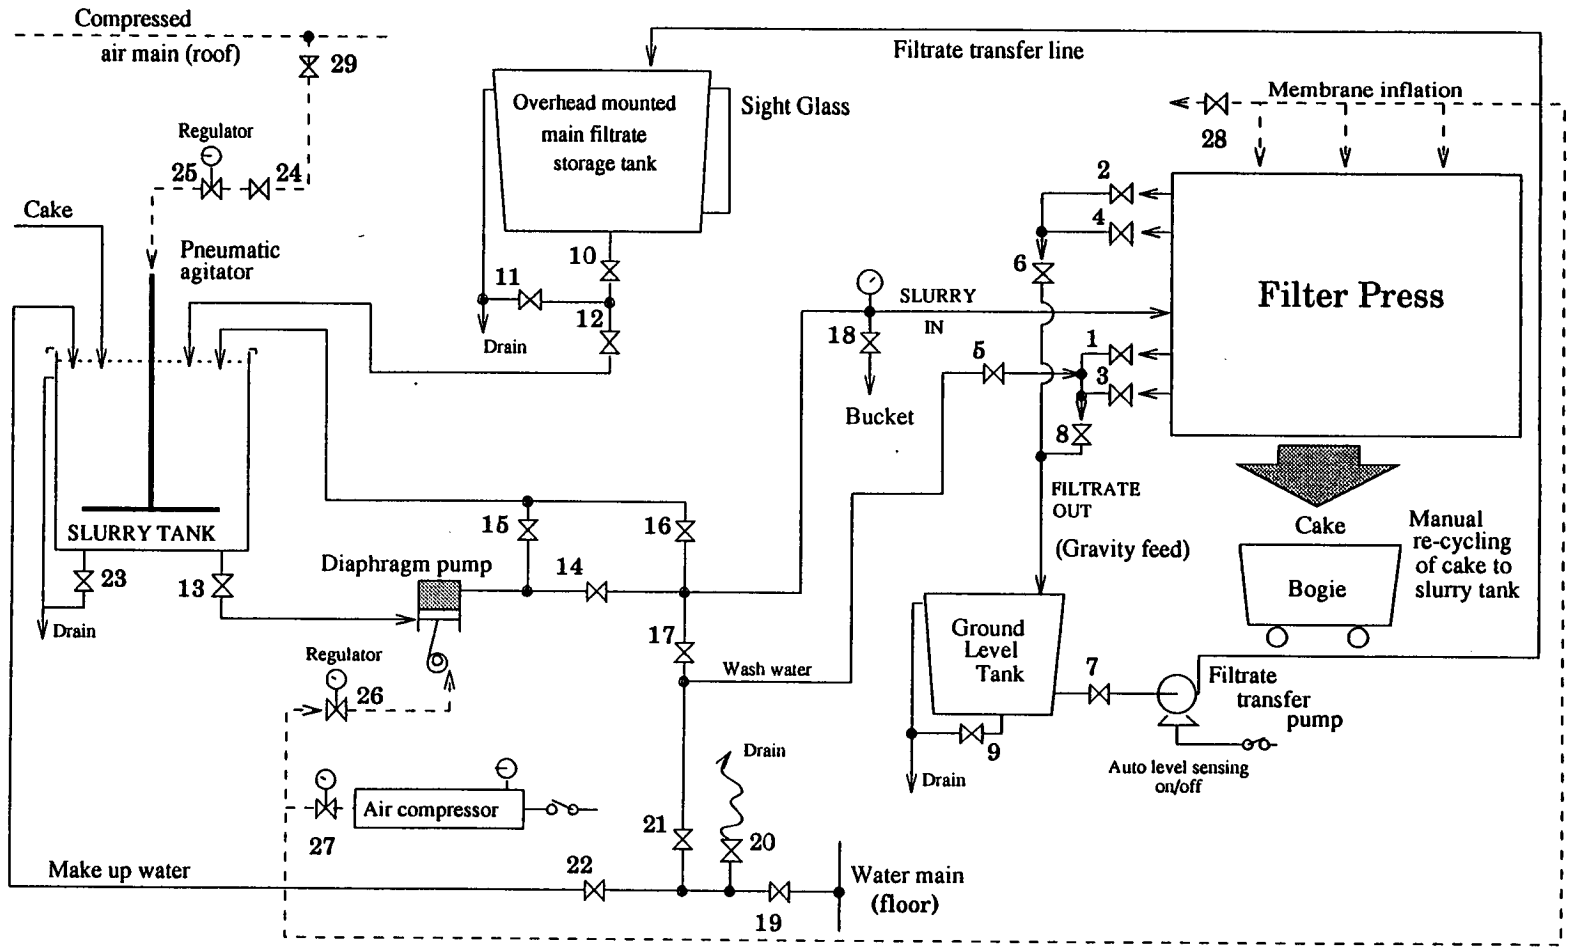 Compressed
air main (roof)
29
Filtrate transfer line
Overhead mounted
main filtrate
storage tank
Sight Glass
Membrane inflation
28
Regulator
25
24
Cake
Pneumatic
agitator
2
4
6
10
11
12
Drain
SLURRY
IN
18
Bucket
5
1
3
8
Filter Press
SLURRY TANK
23
13
Drain
15
16
14
Diaphragm pump
17
Wash water
FILTRATE
OUT
(Gravity feed)
Cake
Manual
re-cycling
of cake to
slurry tank
Bogie
Regulator
26
Ground
Level
Tank
7
9
Drain
Filtrate
transfer
pump
Auto level sensing
on/off
Air compressor
27
Drain
21
20
Make up water
22
19
Water main
(floor)